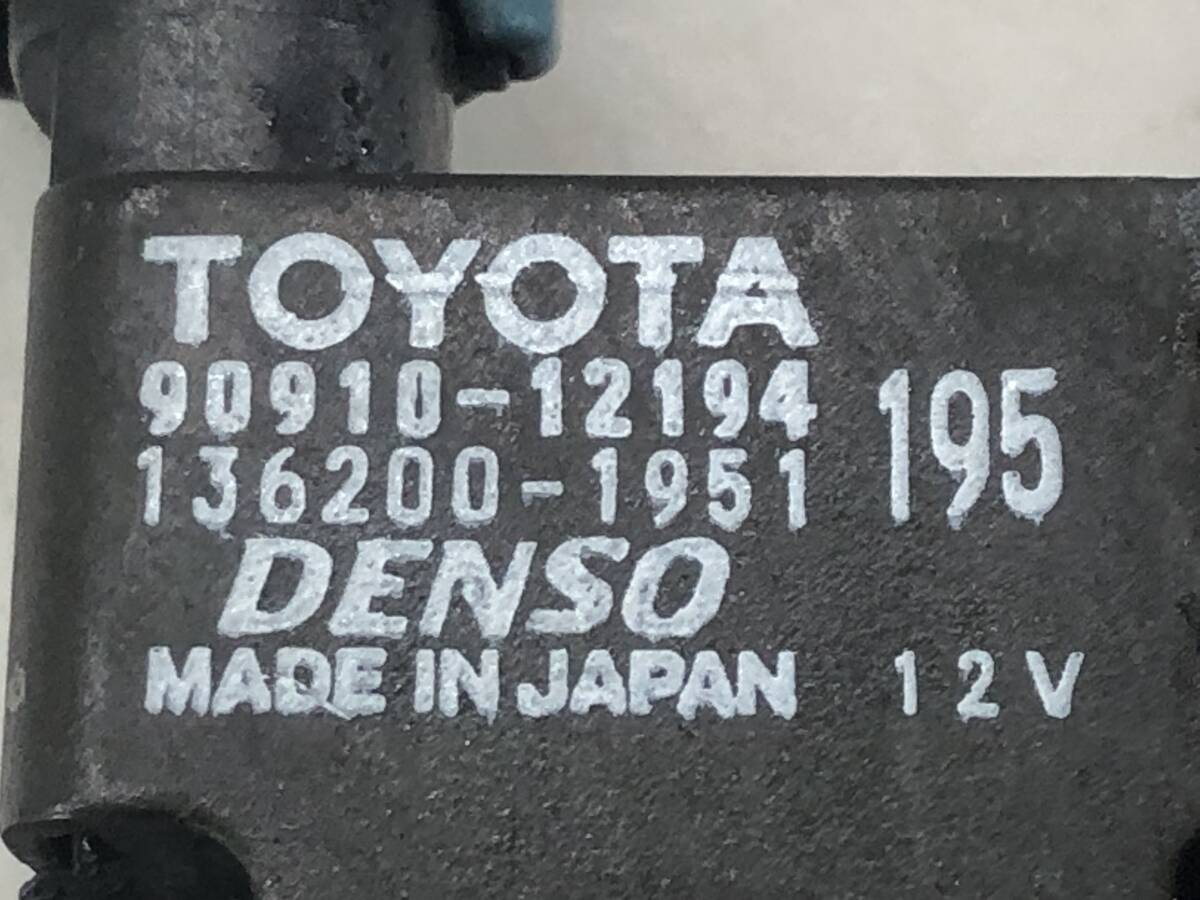 TOYOTA
90910-12194
136200-1951
195
DENSO
MADE IN JAPAN
12V